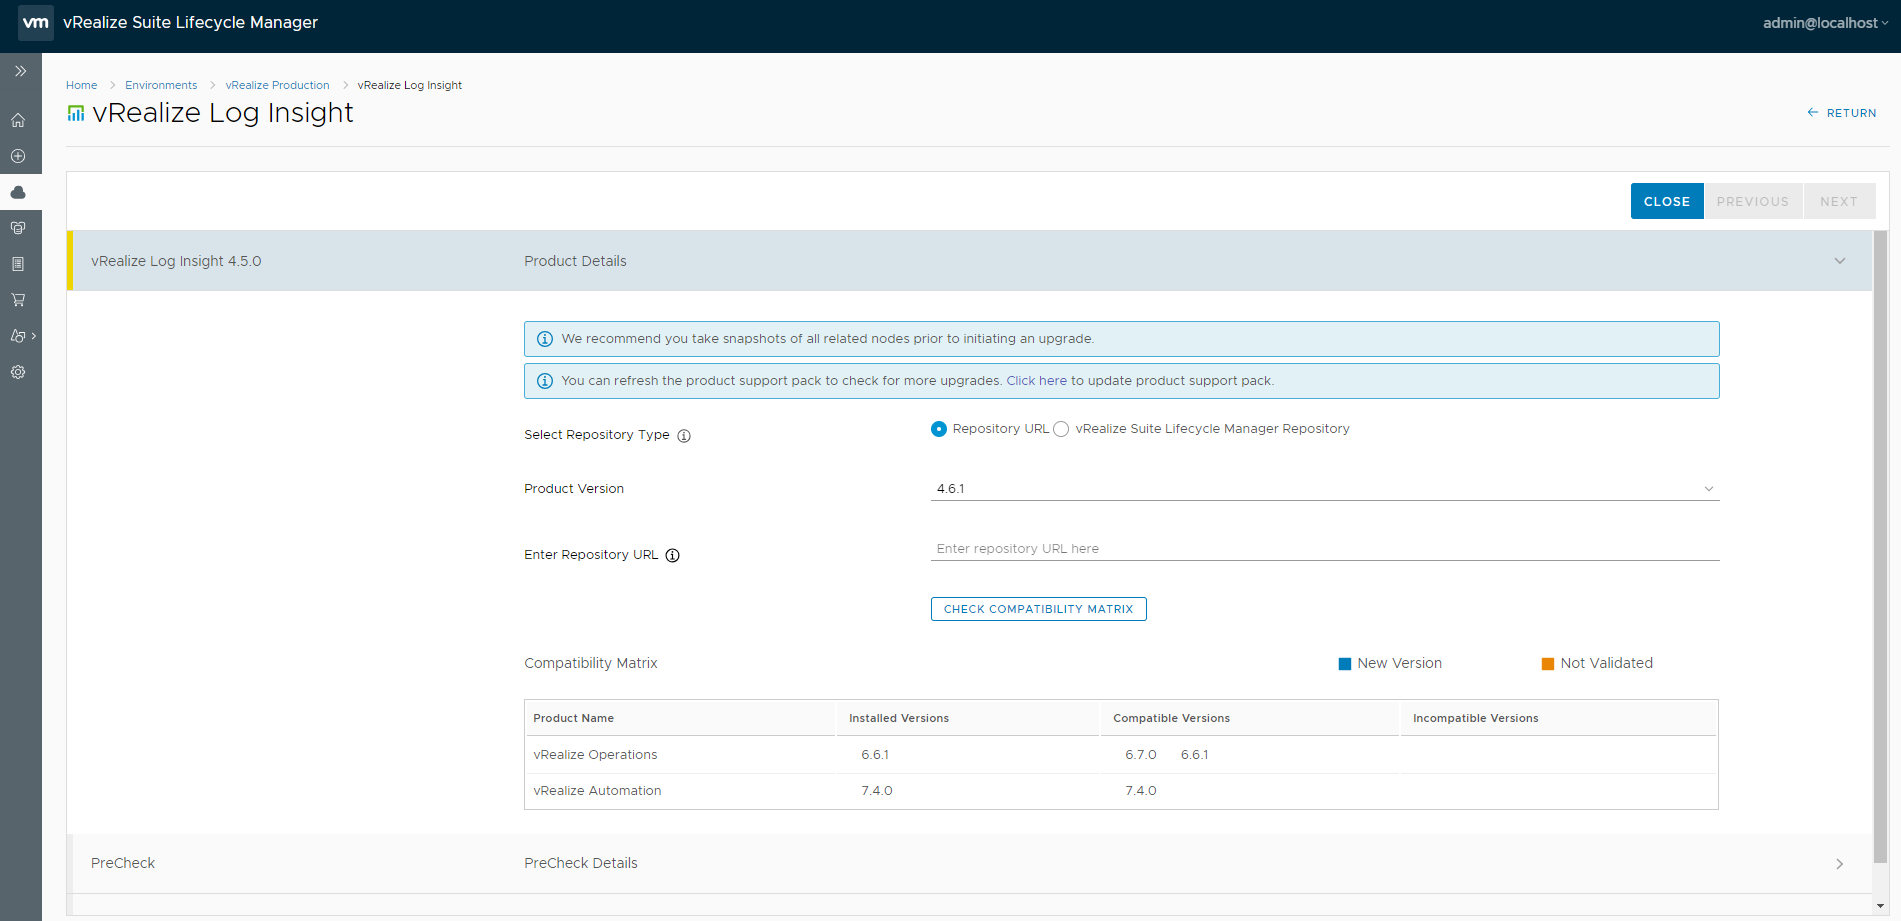 vm vRealize Suite Lifecycle Manager admin@localhost
Home > Environments > vRealize Production > vRealize Log Insight
vRealize Log Insight
← RETURN
CLOSE PREVIOUS NEXT
vRealize Log Insight 4.5.0 Product Details
We recommend you take snapshots of all related nodes prior to initiating an upgrade.
You can refresh the product support pack to check for more upgrades. Click here to update product support pack.
Select Repository Type Repository URL vRealize Suite Lifecycle Manager Repository
Product Version 4.6.1
Enter Repository URL Enter repository URL here
CHECK COMPATIBILITY MATRIX
Compatibility Matrix New Version Not Validated
Product Name Installed Versions Compatible Versions Incompatible Versions
vRealize Operations 6.6.1 6.7.0 6.6.1
vRealize Automation 7.4.0 7.4.0
PreCheck PreCheck Details